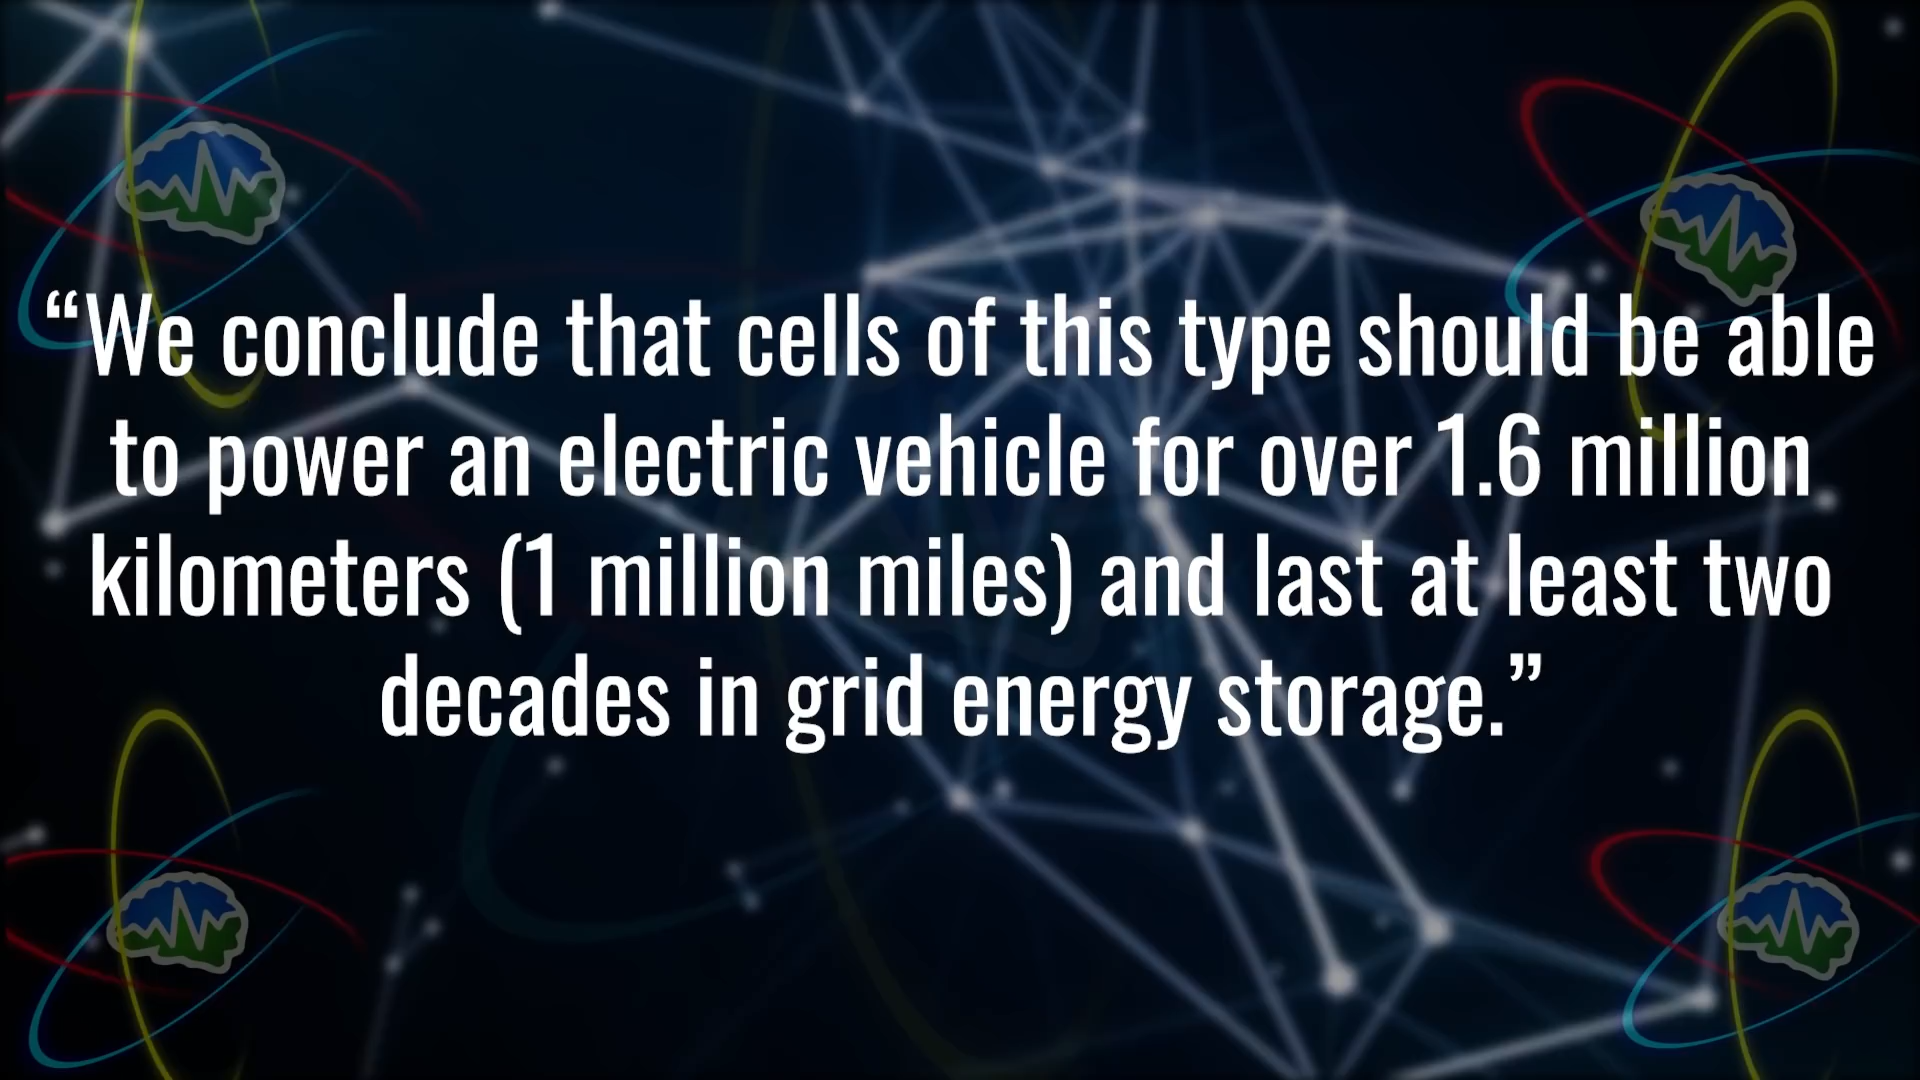 “We conclude that cells of this type should be able
to power an electric vehicle for over 1.6 million
kilometers (1 million miles) and last at least two
decades in grid energy storage.”